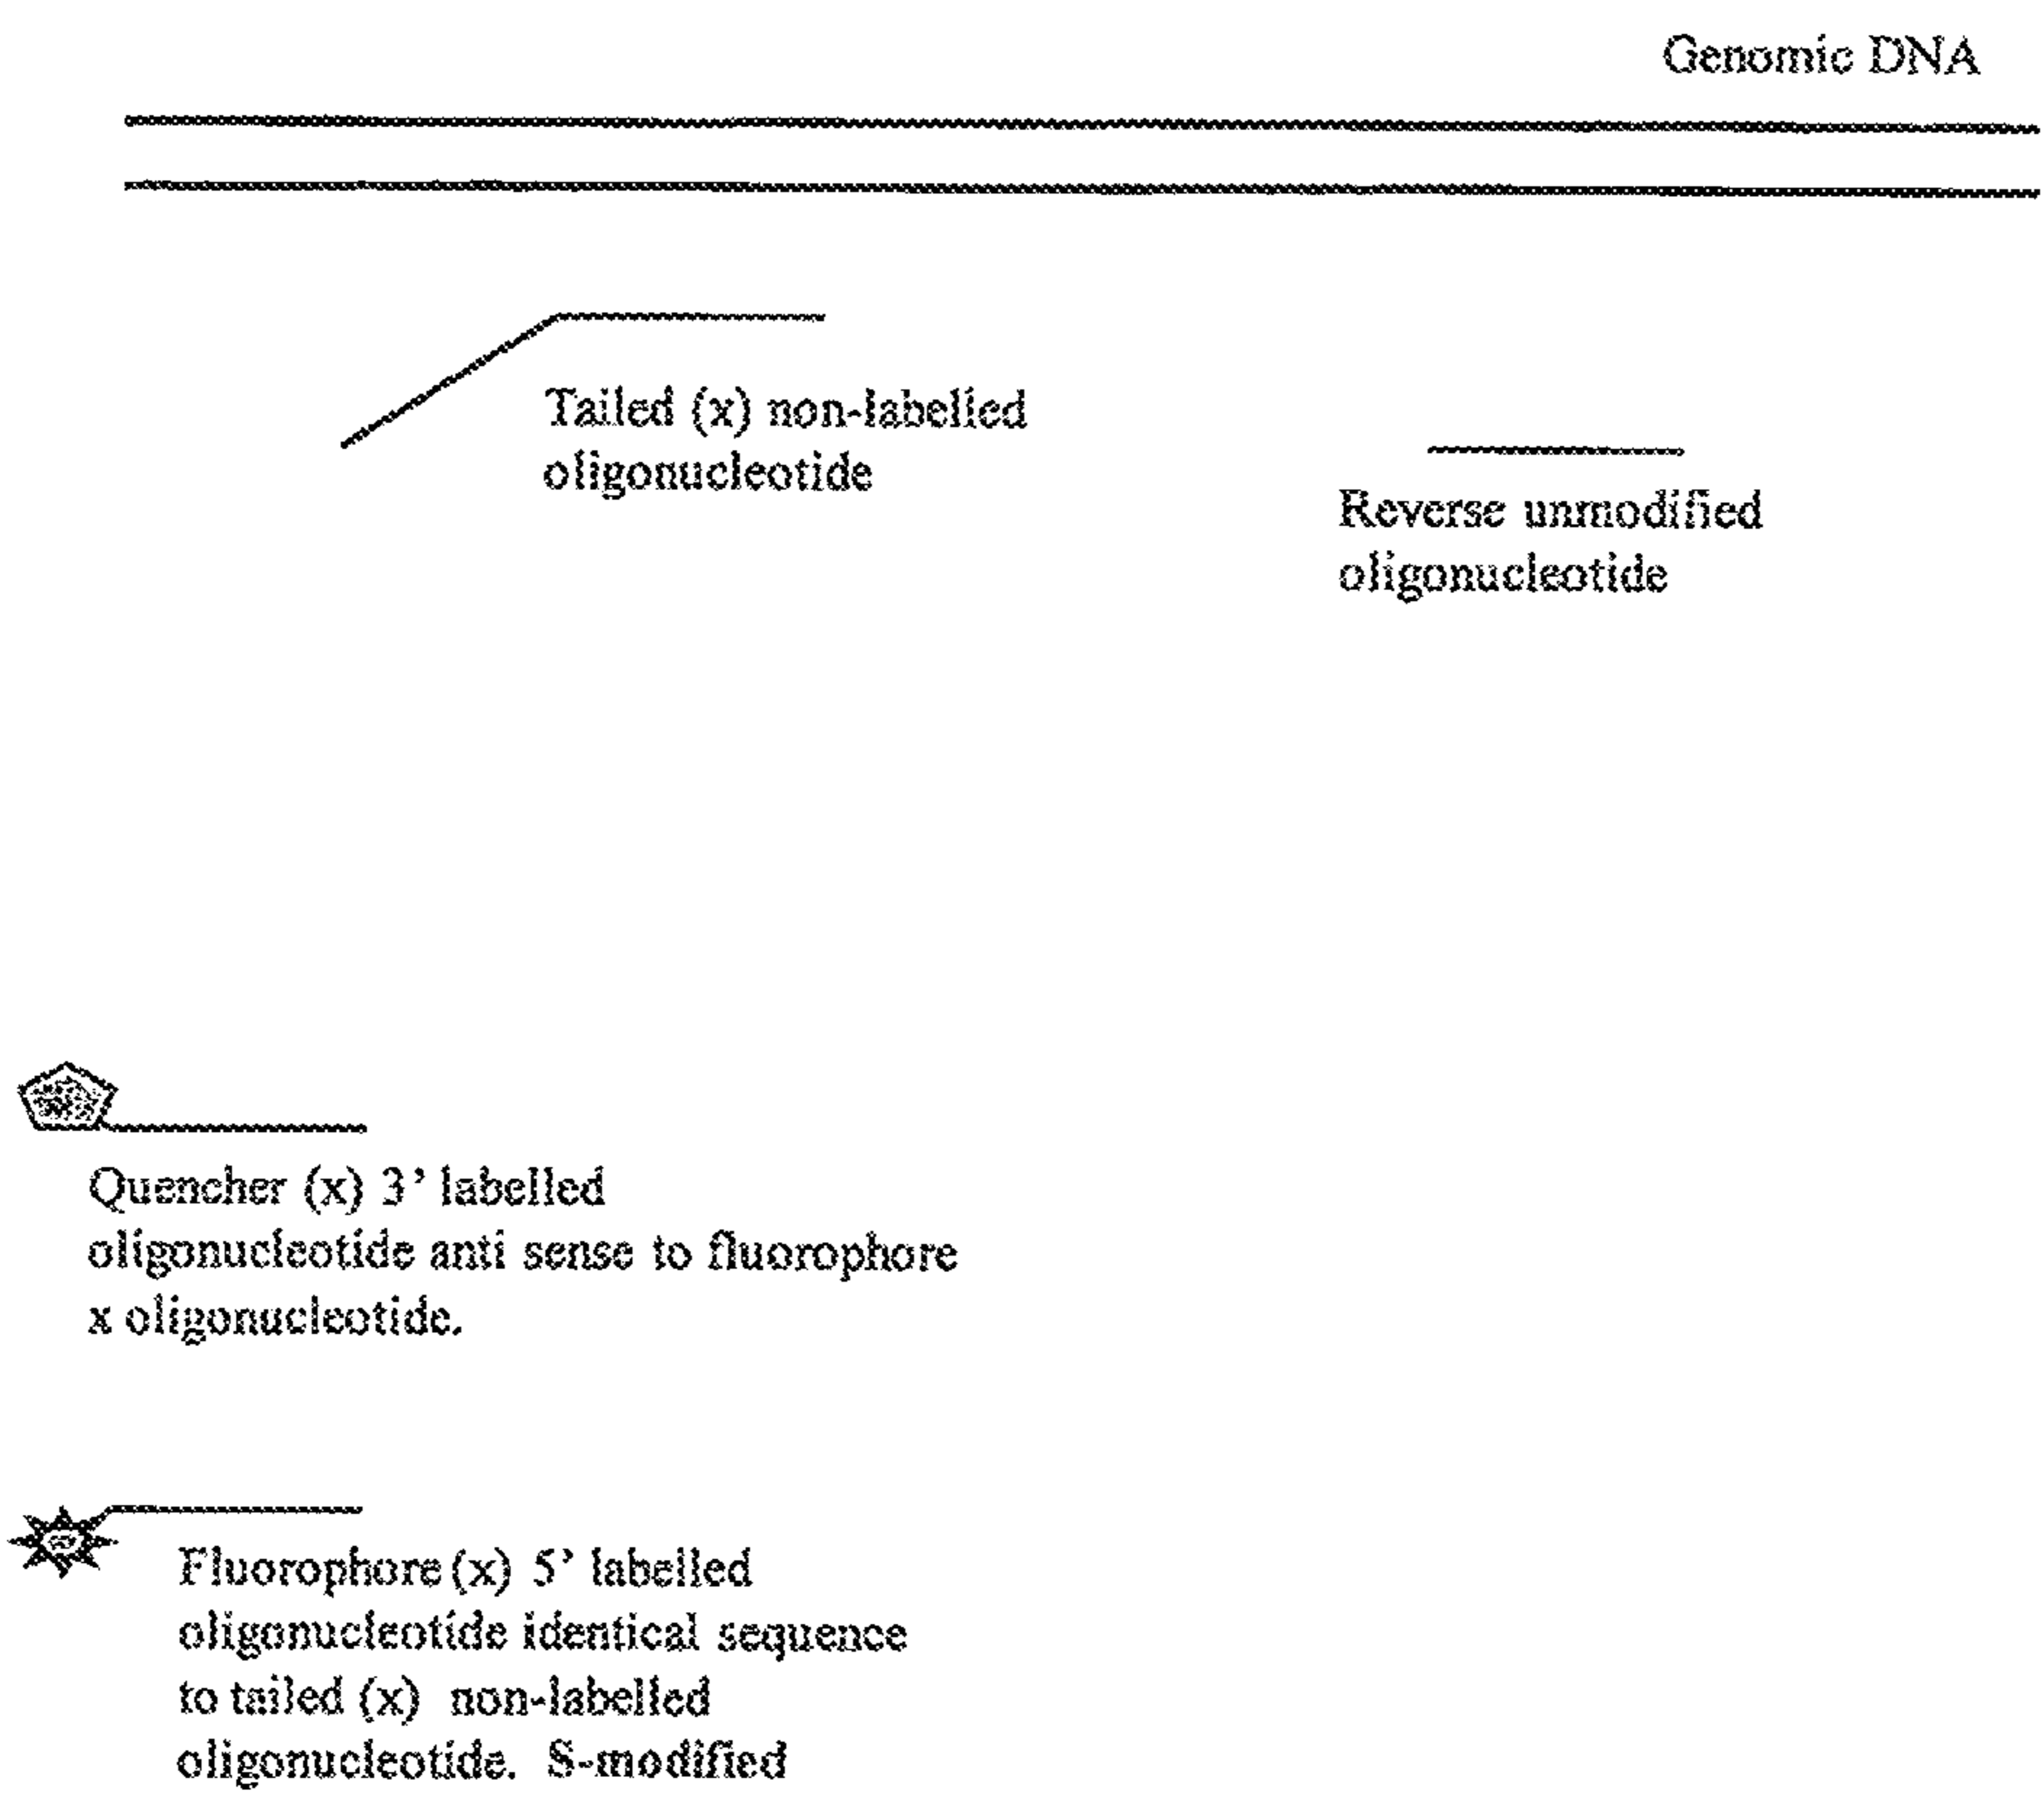 Genomic DNA
Tailed (x) non-labelled
oligonucleotide
Reverse unmodified
oligonucleotide
Quencher (x) 3' labelled
oligonucleotide anti sense to fluorophore
x oligonucleotide.
Fluorophore (x) 5' labelled
oligonucleotide identical sequence
to tailed (x) non-labelled
oligonucleotide. S-modified